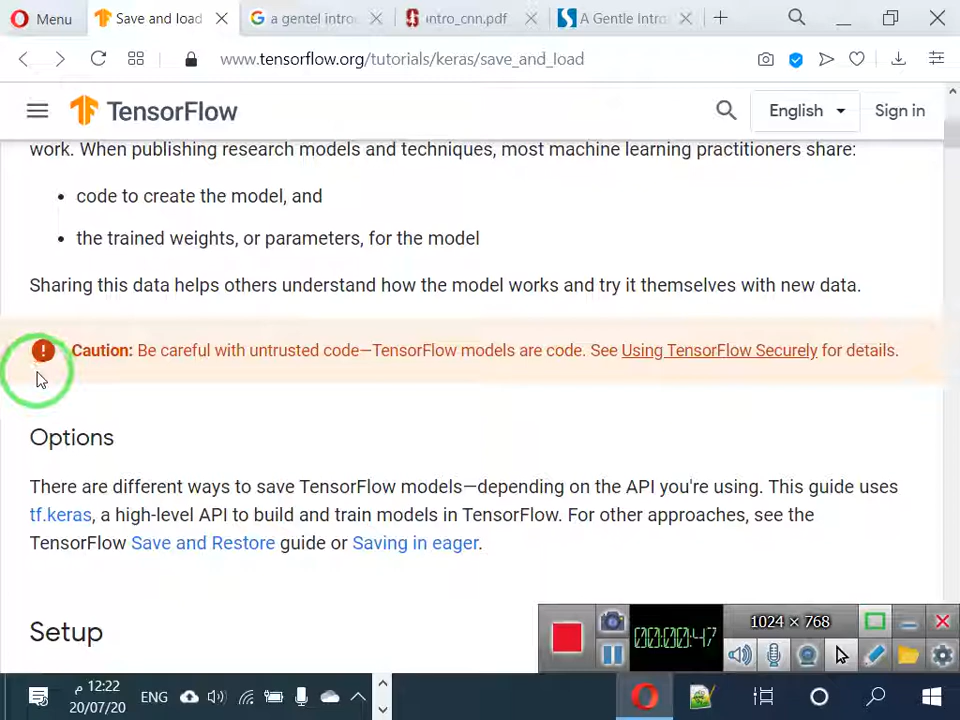 Menu
Save and load
a gentel intro
intro_cnn.pdf
A Gentle Intro
www.tensorflow.org/tutorials/keras/save_and_load
TensorFlow
English
Sign in
work. When publishing research models and techniques, most machine learning practitioners share:
• code to create the model, and
• the trained weights, or parameters, for the model
Sharing this data helps others understand how the model works and try it themselves with new data.
Caution: Be careful with untrusted code—TensorFlow models are code. See Using TensorFlow Securely for details.
Options
There are different ways to save TensorFlow models—depending on the API you're using. This guide uses
tf.keras, a high-level API to build and train models in TensorFlow. For other approaches, see the
TensorFlow Save and Restore guide or Saving in eager.
Setup
00:00:47
1024 × 768
12:22 م
20/07/20
ENG